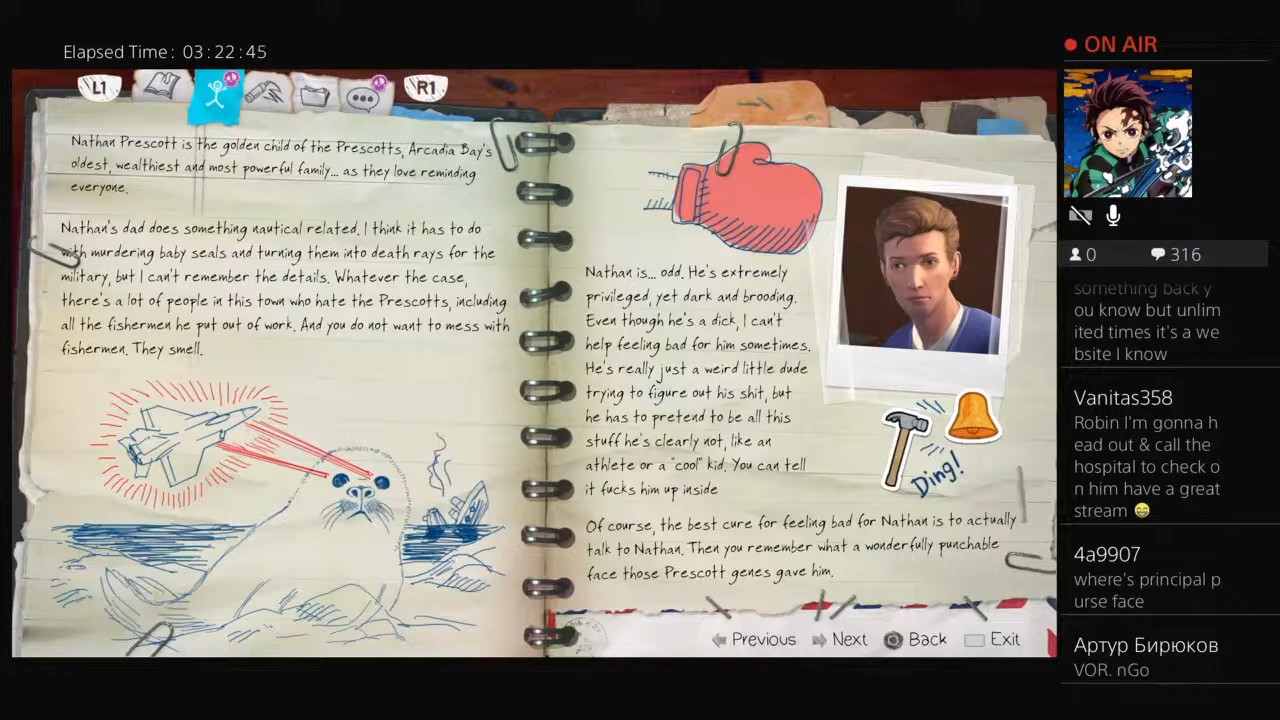 Elapsed Time: 03:22:45
ON AIR
L1
R1
Nathan Prescott is the golden child of the Prescotts, Arcadia Bay's
oldest, wealthiest and most powerful family... as they love reminding
everyone.
Nathan's dad does something nautical related. I think it has to do
with murdering baby seals and turning them into death rays for the
military, but I can't remember the details. Whatever the case,
there's a lot of people in this town who hate the Prescotts, including
all the fishermen he put out of work. And you do not want to mess with
fishermen. They smell.
Nathan is... odd. He's extremely
privileged, yet dark and brooding.
Even though he's a dick, I can't
help feeling bad for him sometimes.
He's really just a weird little dude
trying to figure out his shit, but
he has to pretend to be all this
stuff he's clearly not, like an
athlete or a "cool" kid. You can tell
it fucks him up inside
Ding!
Of course, the best cure for feeling bad for Nathan is to actually
talk to Nathan. Then you remember what a wonderfully punchable
face those Prescott genes gave him.
Previous
Next
Back
Exit
0
316
something back y
ou know but unlim
ited times it's a we
bsite I know
Vanitas358
Robin I'm gonna h
ead out & call the
hospital to check o
n him have a great
stream 😁
4a9907
where's principal p
urse face
Артур Бирюков
VOR. nGo